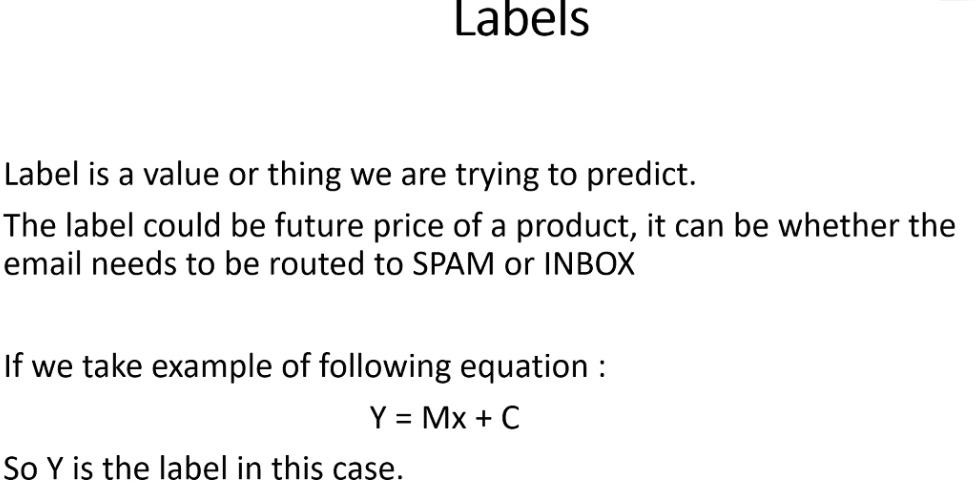 Labels
Label is a value or thing we are trying to predict.
The label could be future price of a product, it can be whether the
email needs to be routed to SPAM or INBOX
If we take example of following equation :
Y = Mx + C
So Y is the label in this case.